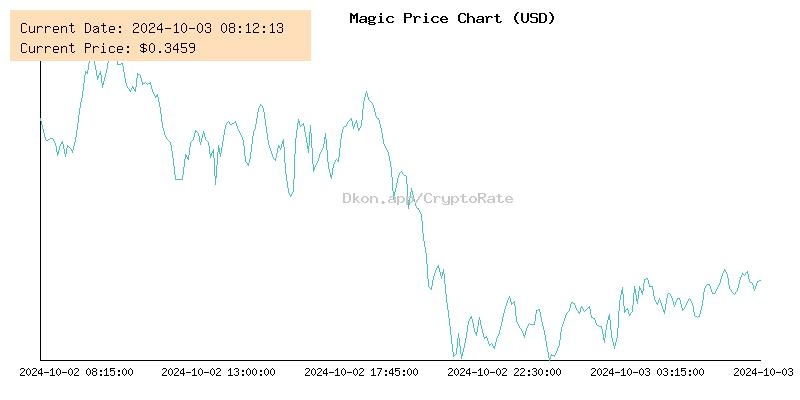 Magic Price Chart (USD)
Current Date: 2024-10-03 08:12:13
Current Price: $0.3459
Dkon.app/CryptoRate
2024-10-02 08:15:00 2024-10-02 13:00:00 2024-10-02 17:45:00 2024-10-02 22:30:00 2024-10-03 03:15:00 2024-10-03